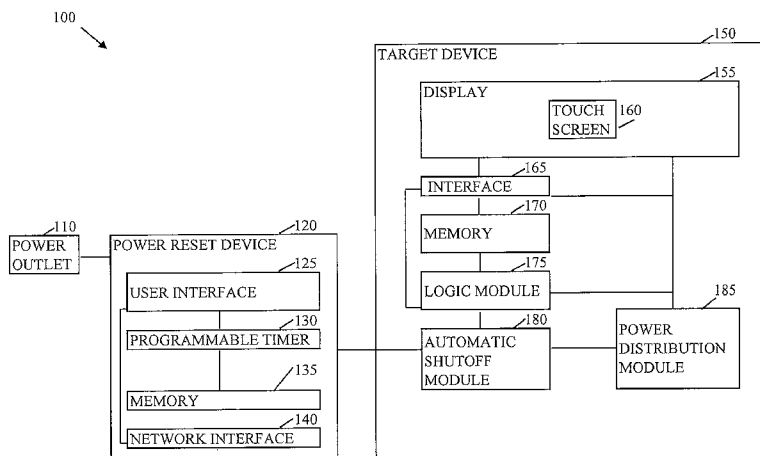 100
150
TARGET DEVICE
155
DISPLAY
TOUCH
SCREEN
160
165
INTERFACE
170
MEMORY
175
LOGIC MODULE
180
AUTOMATIC
SHUTOFF
MODULE
185
POWER
DISTRIBUTION
MODULE
110
POWER
OUTLET
120
POWER RESET DEVICE
125
USER INTERFACE
130
PROGRAMMABLE TIMER
135
MEMORY
140
NETWORK INTERFACE